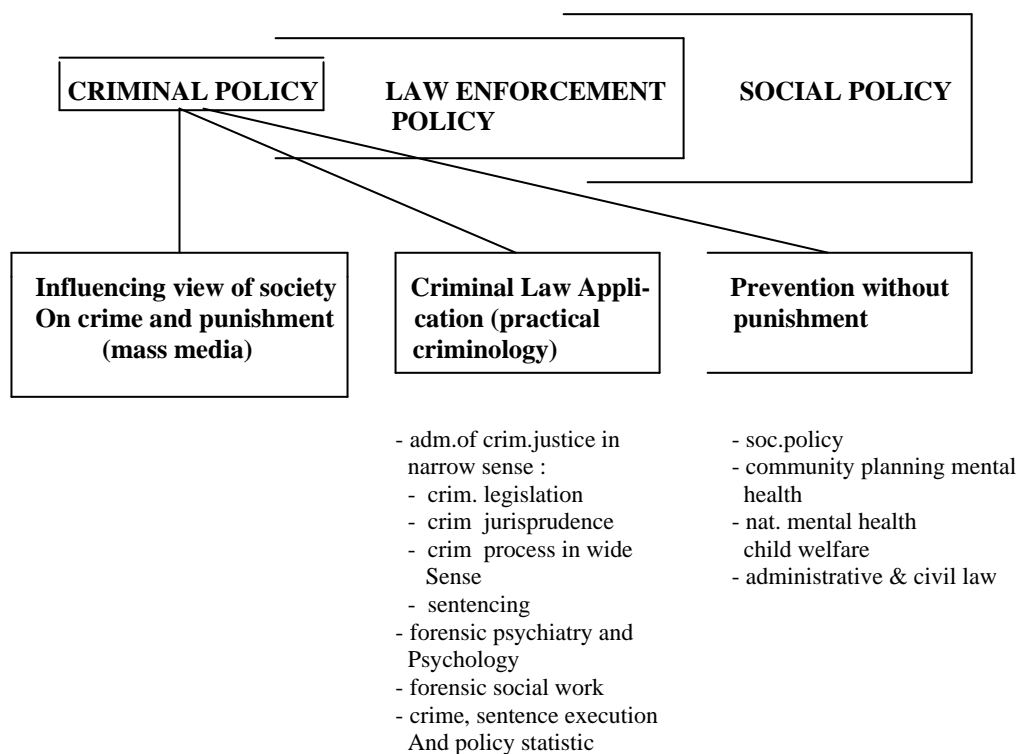 CRIMINAL POLICY
LAW ENFORCEMENT
POLICY
SOCIAL POLICY
Influencing view of society
On crime and punishment
(mass media)
Criminal Law Appli-
cation (practical
criminology)
Prevention without
punishment
- adm.of crim.justice in
narrow sense :
- crim. legislation
- crim jurisprudence
- crim process in wide
Sense
- sentencing
- forensic psychiatry and
Psychology
- forensic social work
- crime, sentence execution
And policy statistic
- soc.policy
- community planning mental
health
- nat. mental health
child welfare
- administrative & civil law